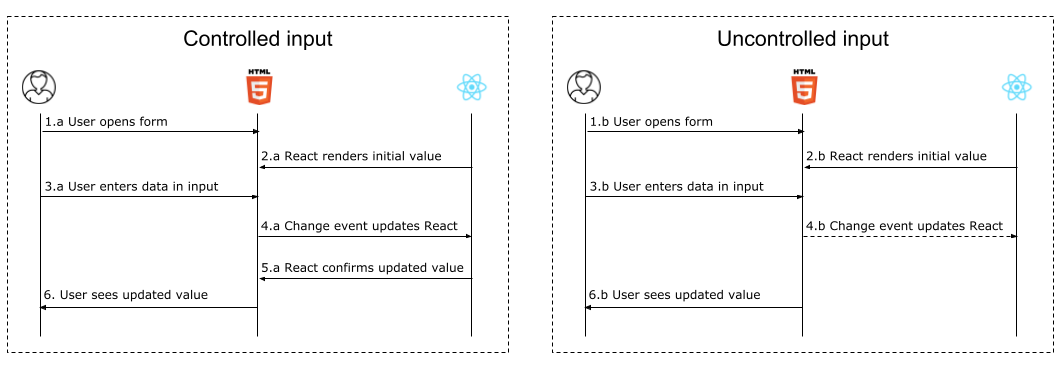 Controlled input
HTML
5
1.a User opens form
2.a React renders initial value
3.a User enters data in input
4.a Change event updates React
5.a React confirms updated value
6. User sees updated value
Uncontrolled input
HTML
5
1.b User opens form
2.b React renders initial value
3.b User enters data in input
4.b Change event updates React
6.b User sees updated value